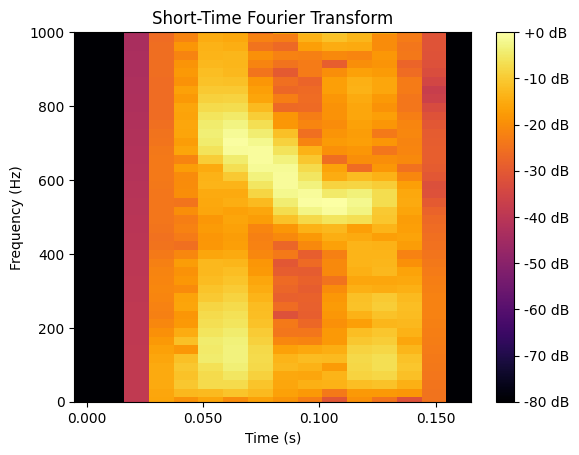 Short-Time Fourier Transform
1000
800
600
400
200
0
Frequency (Hz)
0.000
0.050
0.100
0.150
Time (s)
+0 dB
-10 dB
-20 dB
-30 dB
-40 dB
-50 dB
-60 dB
-70 dB
-80 dB